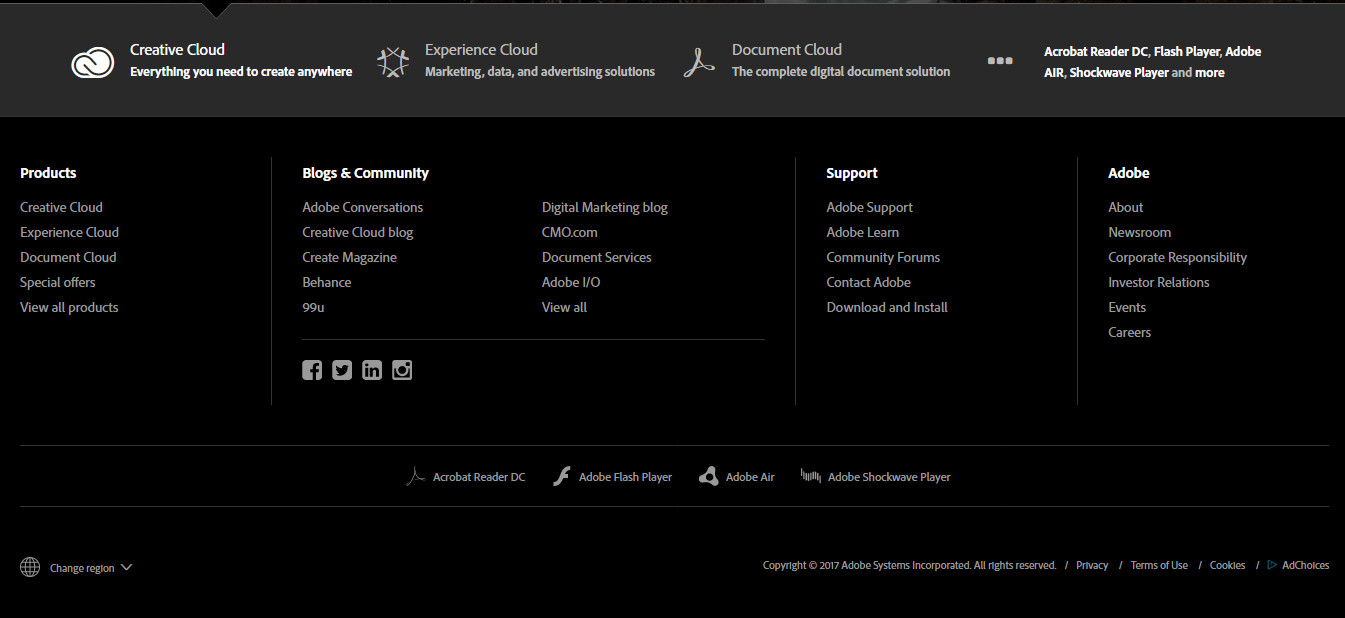 Creative Cloud
Everything you need to create anywhere
Experience Cloud
Marketing, data, and advertising solutions
Document Cloud
The complete digital document solution
Acrobat Reader DC, Flash Player, Adobe
AIR, Shockwave Player and more
Products
Creative Cloud
Experience Cloud
Document Cloud
Special offers
View all products
Blogs & Community
Adobe Conversations
Creative Cloud blog
Create Magazine
Behance
99u
Digital Marketing blog
CMO.com
Document Services
Adobe I/O
View all
Support
Adobe Support
Adobe Learn
Community Forums
Contact Adobe
Download and Install
Adobe
About
Newsroom
Corporate Responsibility
Investor Relations
Events
Careers
Acrobat Reader DC
Adobe Flash Player
Adobe Air
Adobe Shockwave Player
Change region
Copyright © 2017 Adobe Systems Incorporated. All rights reserved. / Privacy / Terms of Use / Cookies / AdChoices